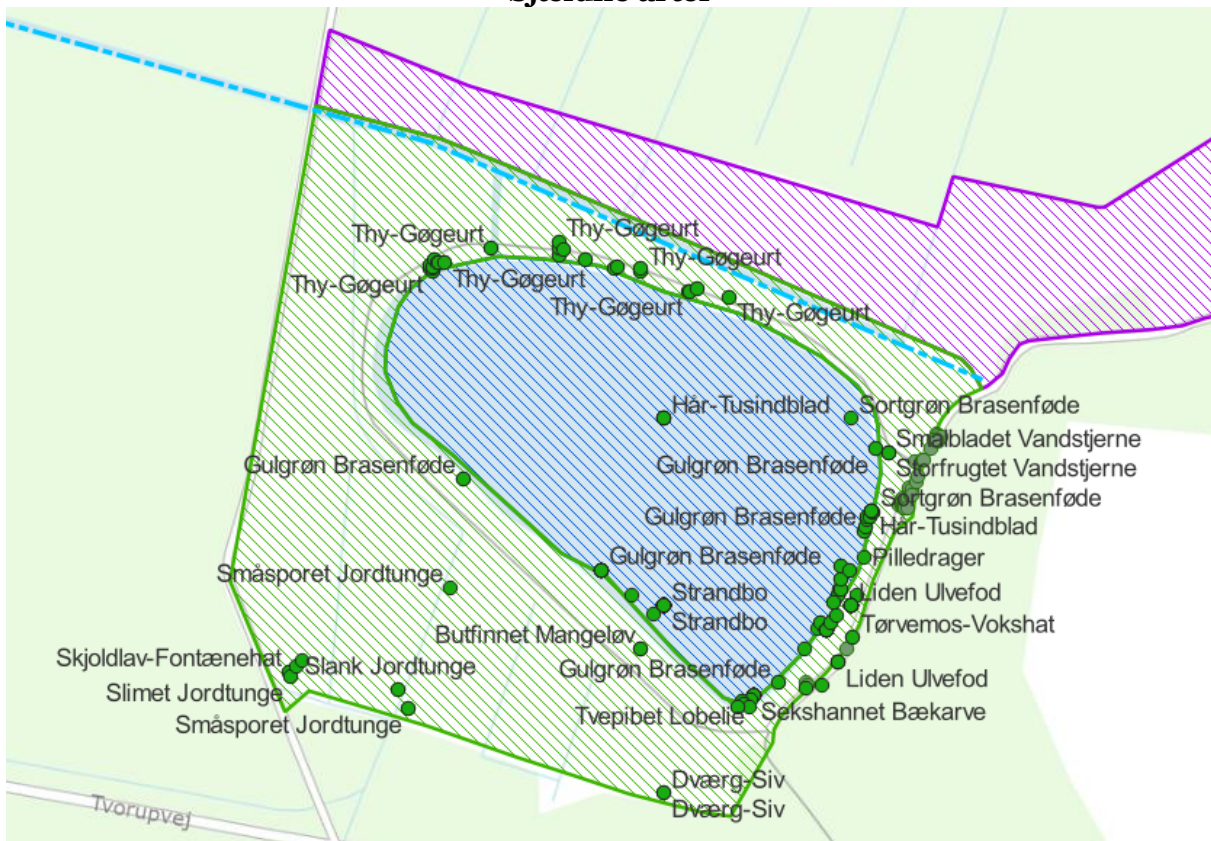 Sjældne arter
Thy-Gøgeurt
Thy-Gøgeurt
Thy-Gøgeurt
Thy-Gøgeurt
Thy-Gøgeurt
Thy-Gøgeurt
Thy-Gøgeurt
Hår-Tusindblad
Sortgrøn Brasenføde
Smalbladet Vandstjerne
Gulgrøn Brasenføde
Gulgrøn Brasenføde
Storfrugtet Vandstjerne
Sortgrøn Brasenføde
Gulgrøn Brasenføde
Hår-Tusindblad
Gulgrøn Brasenføde
Pilledrager
Småsporet Jordtunge
Strandbo
Liden Ulvefod
Strandbo
Tørvemos-Vokshat
Butfinnet Mangeløv
Skjoldlav-Fontænehat
Slank Jordtunge
Gulgrøn Brasenføde
Liden Ulvefod
Slimet Jordtunge
Tvepibet Lobelie
Sekshannet Bækarve
Småsporet Jordtunge
Dværg-Siv
Dværg-Siv
Tvorupvej